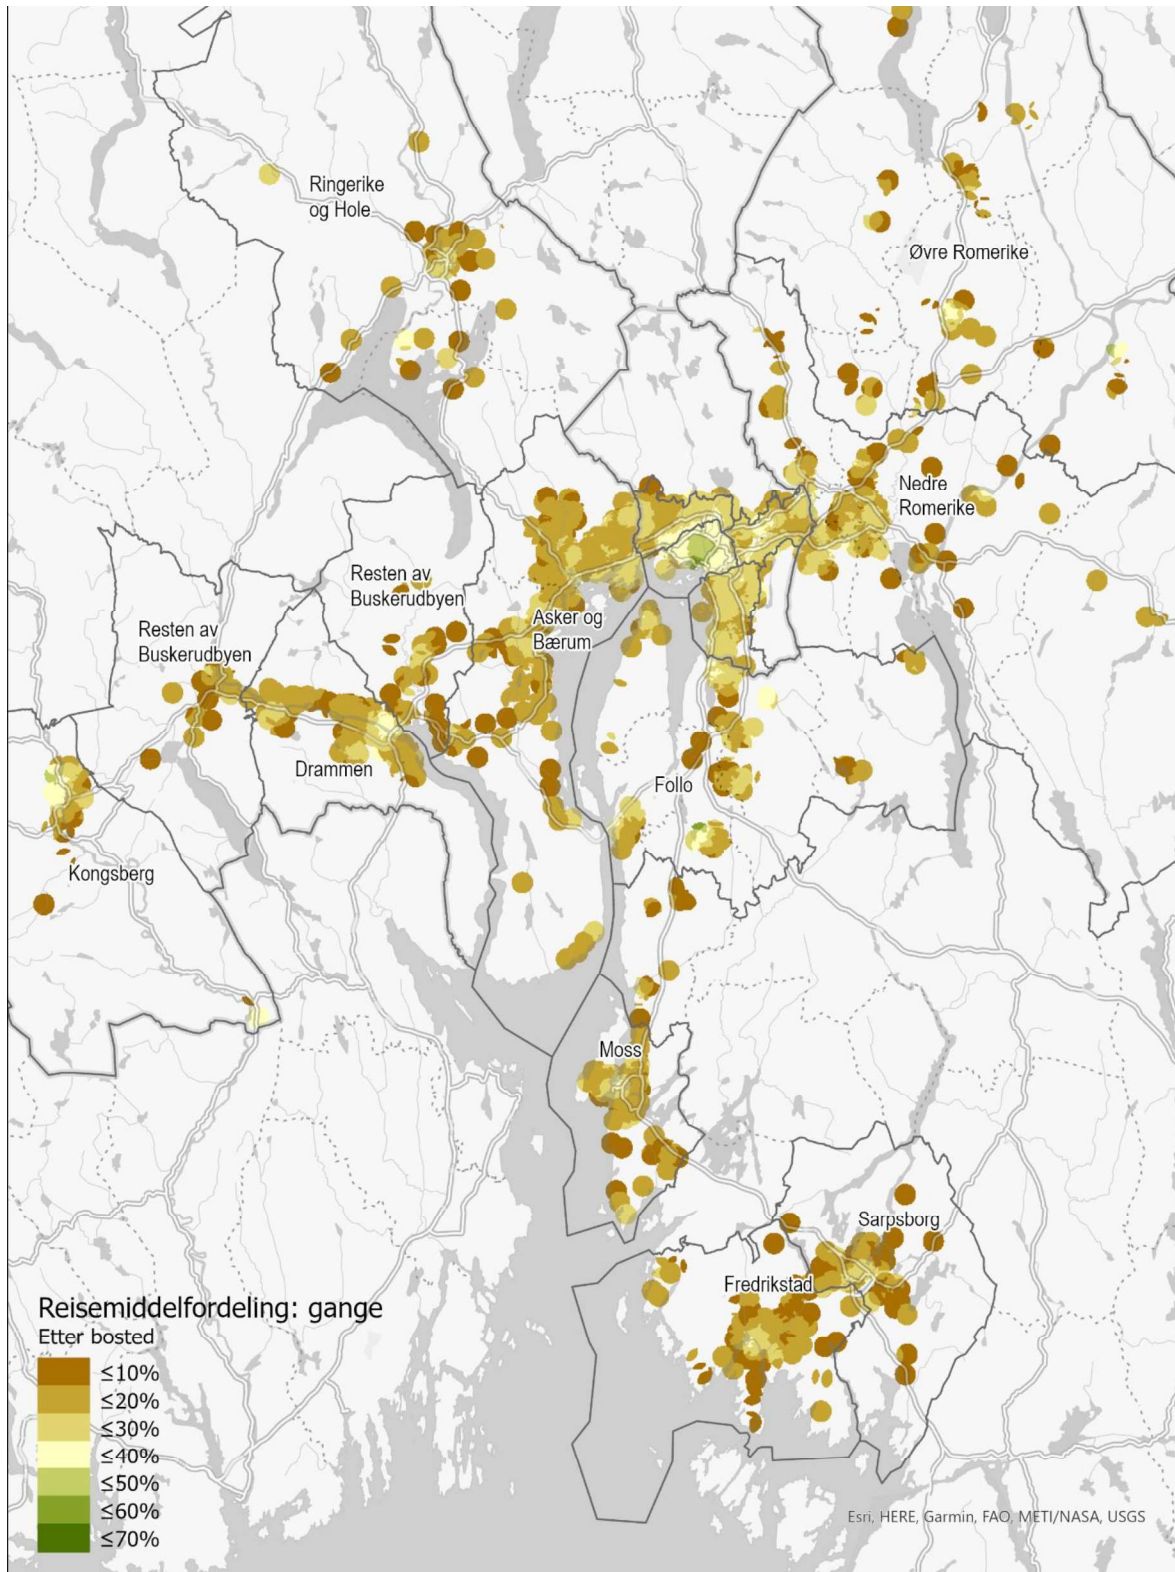 Ringerike
og Hole
Øvre Romerike
Nedre
Romerike
Resten av
Buskerudbyen
Asker og
Bærum
Resten av
Buskerudbyen
Drammen
Follo
Kongsberg
Moss
Sarpsborg
Fredrikstad
Reisemiddelfordeling: gange
Etter bosted
≤10%
≤20%
≤30%
≤40%
≤50%
≤60%
≤70%
Esri, HERE, Garmin, FAO, METI/NASA, USGS